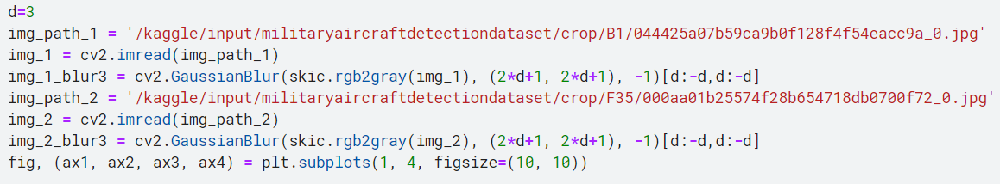 d=3
img_path_1 = '/kaggle/input/militaryaircraftdetectiondataset/crop/B1/044425a07b59ca9b0f128f4f54eacc9a_0.jpg'
img_1 = cv2.imread(img_path_1)
img_1_blur3 = cv2.GaussianBlur(skic.rgb2gray(img_1), (2*d+1, 2*d+1), -1)[d:-d,d:-d]
img_path_2 = '/kaggle/input/militaryaircraftdetectiondataset/crop/F35/000aa01b25574f28b654718db0700f72_0.jpg'
img_2 = cv2.imread(img_path_2)
img_2_blur3 = cv2.GaussianBlur(skic.rgb2gray(img_2), (2*d+1, 2*d+1), -1)[d:-d,d:-d]
fig, (ax1, ax2, ax3, ax4) = plt.subplots(1, 4, figsize=(10, 10))